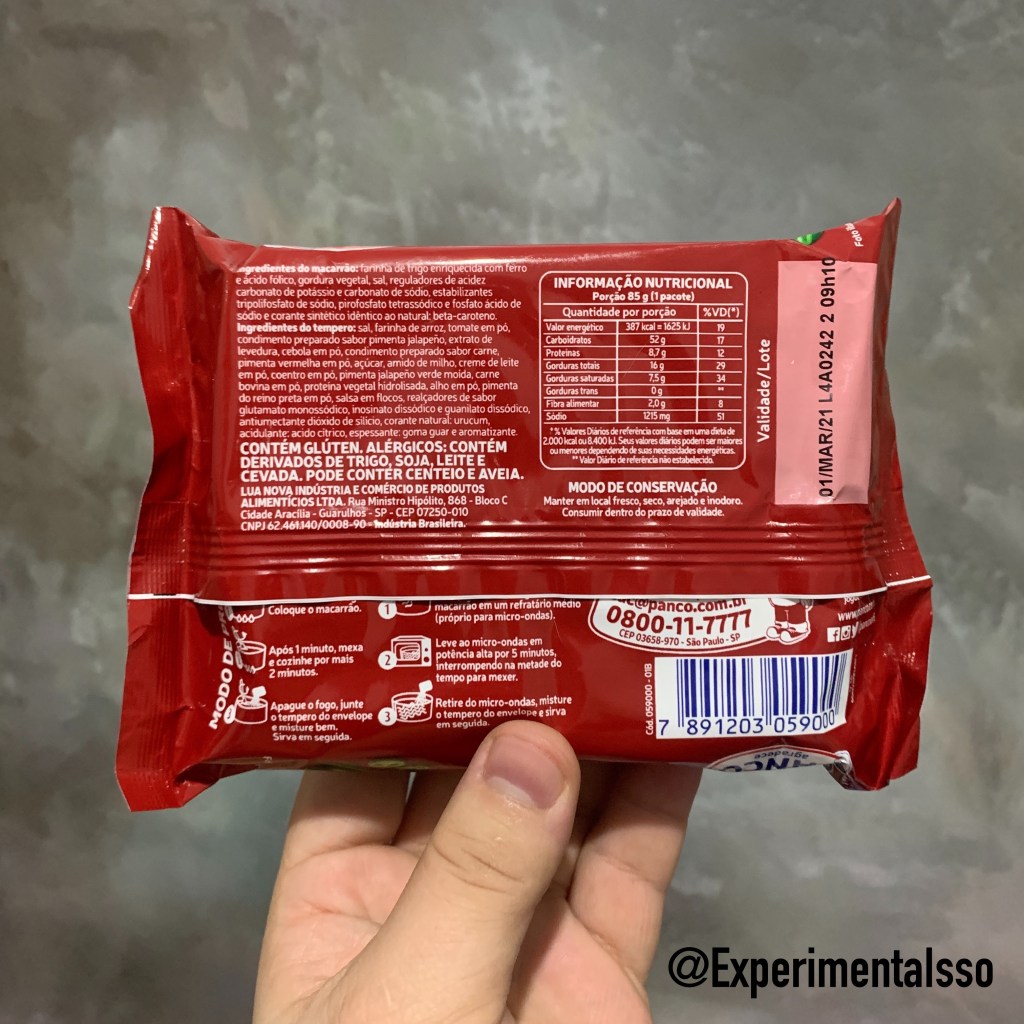 Ingredientes do macarrão: farinha de trigo enriquecida com ferro
e ácido fólico, gordura vegetal, sal, reguladores de acidez
carbonato de potássio e carbonato de sódio, estabilizantes
tripolifosfato de sódio, pirofosfato tetrassódico e fosfato ácido de
sódio e corante sintético idêntico ao natural: beta-caroteno.
Ingredientes do tempero: sal, farinha de arroz, tomate em pó,
condimento preparado sabor pimenta jalapeño, extrato de
levedura, cebola em pó, condimento preparado sabor carne,
pimenta vermelha em pó, açúcar, amido de milho, creme de leite
em pó, coentro em pó, pimenta jalapeño verde moída, carne
bovina em pó, proteína vegetal hidrolisada, alho em pó, pimenta
do reino preta em pó, salsa em flocos, realçadores de sabor
glutamato monossódico, inosinato dissódico e guanilato dissódico,
antiumectante dióxido de silício, corante natural: urucum,
acidulante: ácido cítrico, espessante: goma guar e aromatizante.
CONTÉM GLÚTEN. ALÉRGICOS: CONTÉM
DERIVADOS DE TRIGO, SOJA, LEITE E
CEVADA. PODE CONTER CENTEIO E AVEIA.
LUA NOVA INDÚSTRIA E COMÉRCIO DE PRODUTOS
ALIMENTÍCIOS LTDA. Rua Ministro Hipólito, 868 - Bloco C
Cidade Aracília - Guarulhos - SP - CEP 07250-010
CNPJ 62.461.140/0008-90 - Indústria Brasileira.
INFORMAÇÃO NUTRICIONAL
Porção 85 g (1 pacote)
Quantidade por porção %VD(*)
Valor energético 387 kcal = 1625 kJ 19
Carboidratos 52 g 17
Proteínas 8,7 g 12
Gorduras totais 16 g 29
Gorduras saturadas 7,5 g 34
Gorduras trans 0 g **
Fibra alimentar 2,0 g 8
Sódio 1215 mg 51
* % Valores Diários de referência com base em uma dieta de
2.000 kcal ou 8.400 kJ. Seus valores diários podem ser maiores
ou menores dependendo de suas necessidades energéticas.
** Valor Diário de referência não estabelecido.
MODO DE CONSERVAÇÃO
Manter em local fresco, seco, arejado e inodoro.
Consumir dentro do prazo de validade.
Validade/Lote
01/MAR/21 L4A0242 2 09h10
Foto
MODO DE
Coloque o macarrão.
Após 1 minuto, mexa
e cozinhe por mais
2 minutos.
Apague o fogo, junte
o tempero do envelope
e misture bem.
Sirva em seguida.
1
macarrão em um refratário médio
(próprio para micro-ondas).
2
Leve ao micro-ondas em
potência alta por 5 minutos,
interrompendo na metade do
tempo para mexer.
3
Retire do micro-ondas, misture
o tempero do envelope e sirva
em seguida.
c@panco.com.br
0800-11-7777
CEP 03658-970 - São Paulo - SP
Cód. 059000 - 01B
7 891203 059000
agradece
@ExperimentaIsso